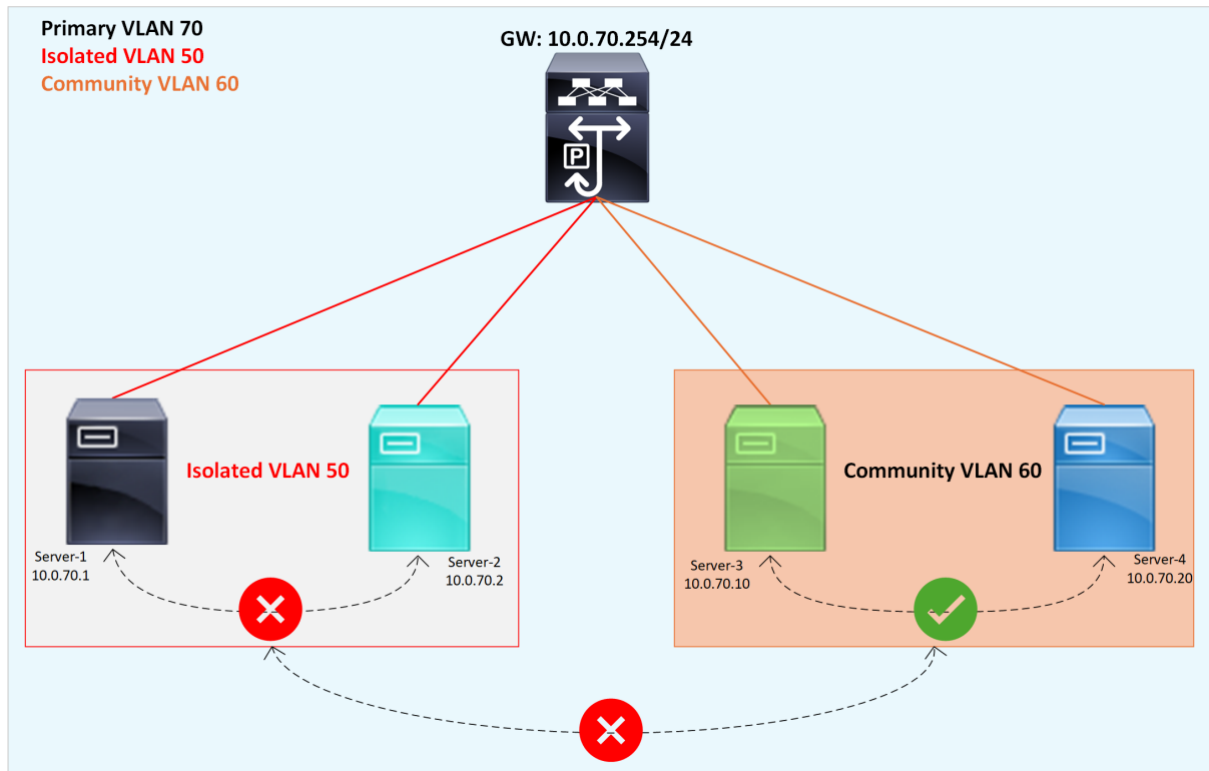 Primary VLAN 70
Isolated VLAN 50
Community VLAN 60
GW: 10.0.70.254/24
P
Isolated VLAN 50
Community VLAN 60
Server-1
10.0.70.1
Server-2
10.0.70.2
Server-3
10.0.70.10
Server-4
10.0.70.20